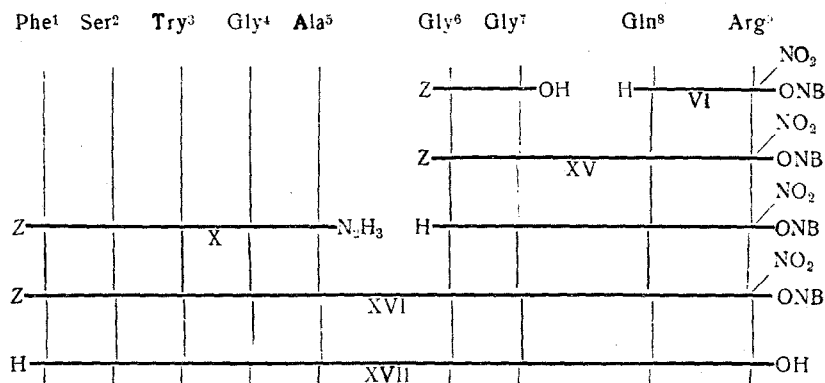 Phe¹ Ser² Try³ Gly⁴ Ala⁵ Gly⁶ Gly⁷ Gln⁸ Arg⁹
NO₂
Z OH H VI ONB
NO₂
Z XV ONB
NO₂
Z X N₂H₃ H ONB
NO₂
Z XVI ONB
H XVII OH